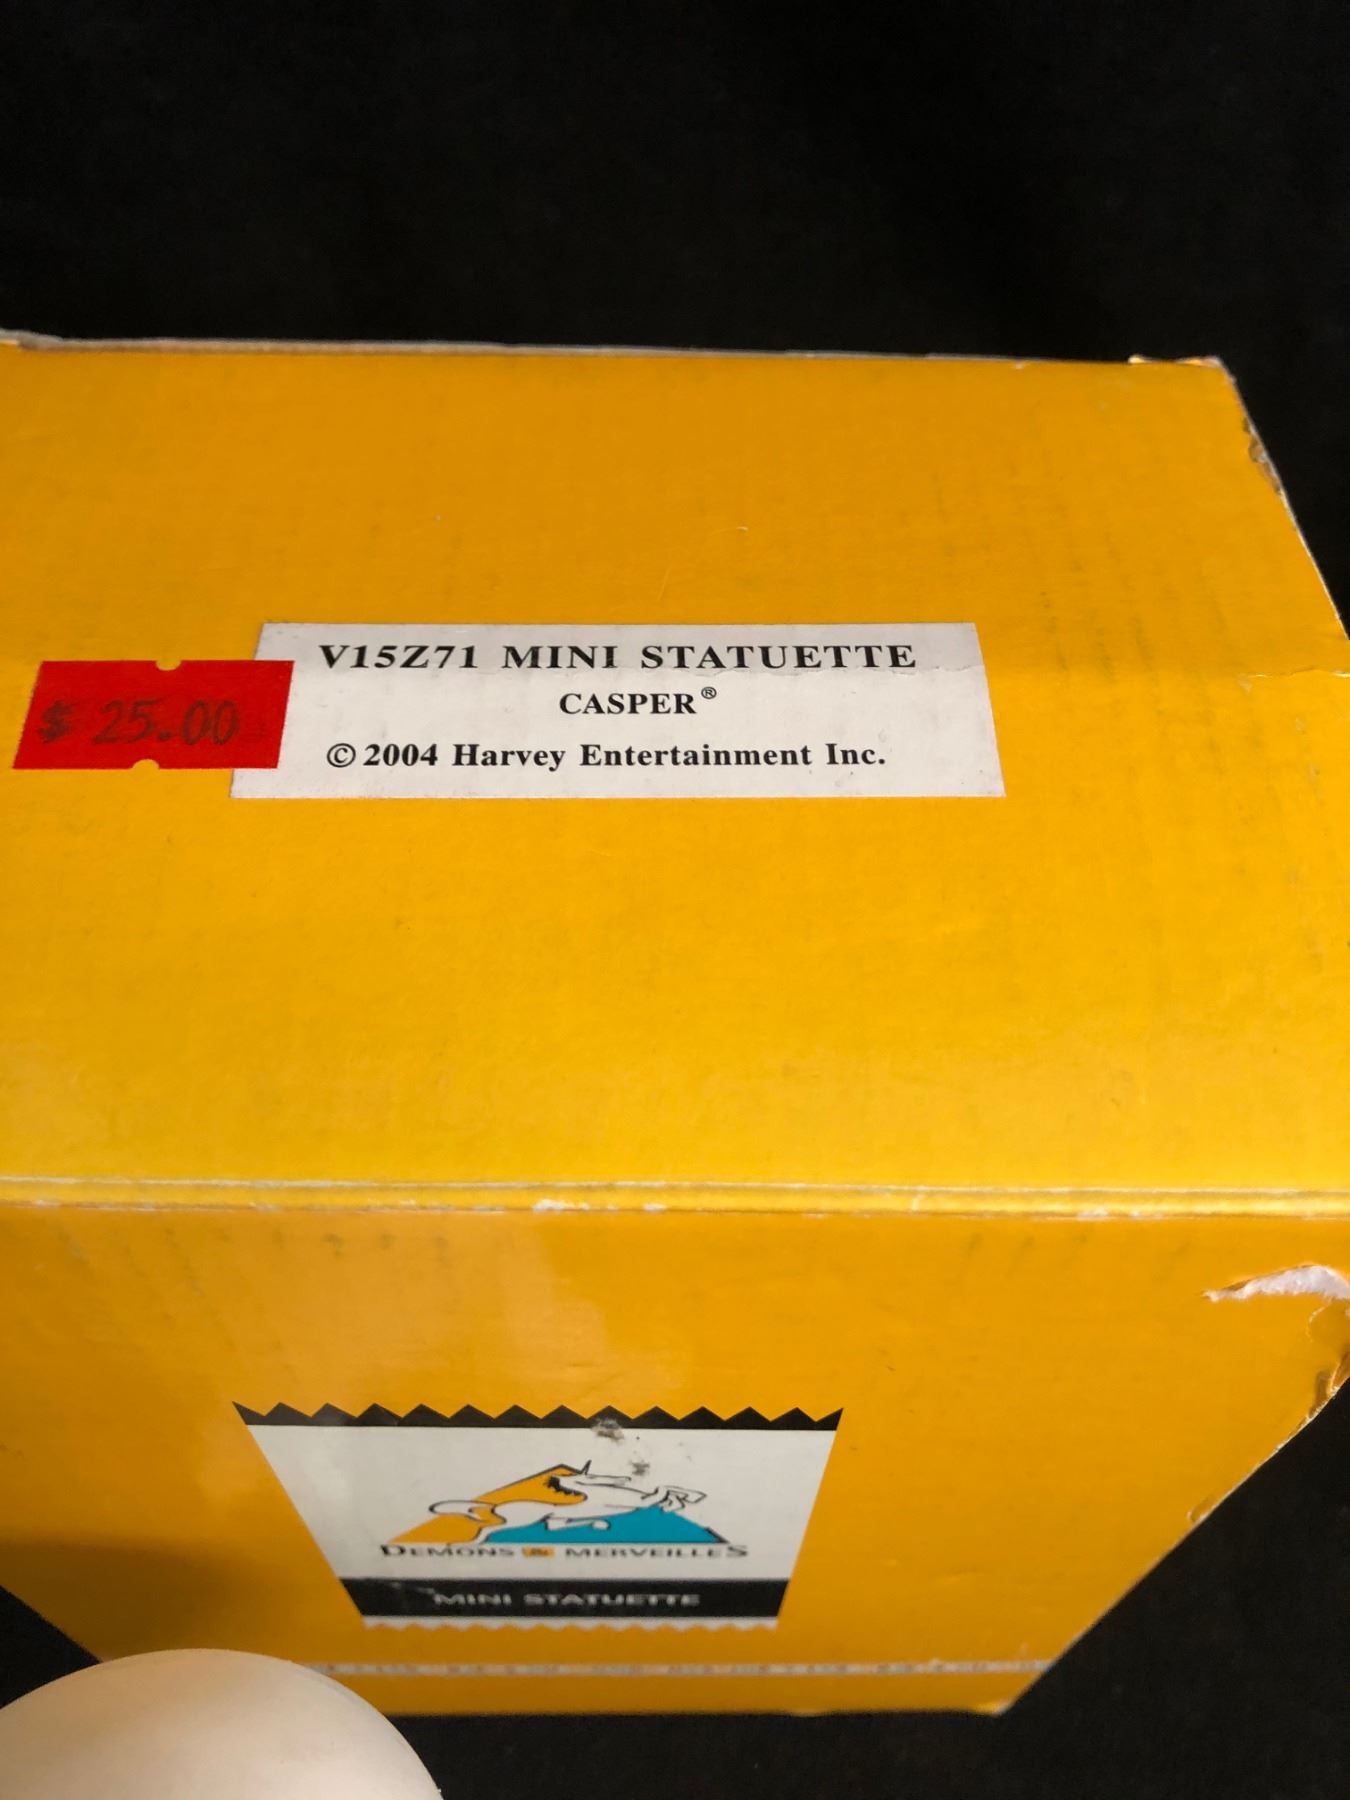 V15Z71 MINI STATUETTE
CASPER®
© 2004 Harvey Entertainment Inc.
$ 25.00
DEMONS & MERVEILLES
MINI STATUETTE